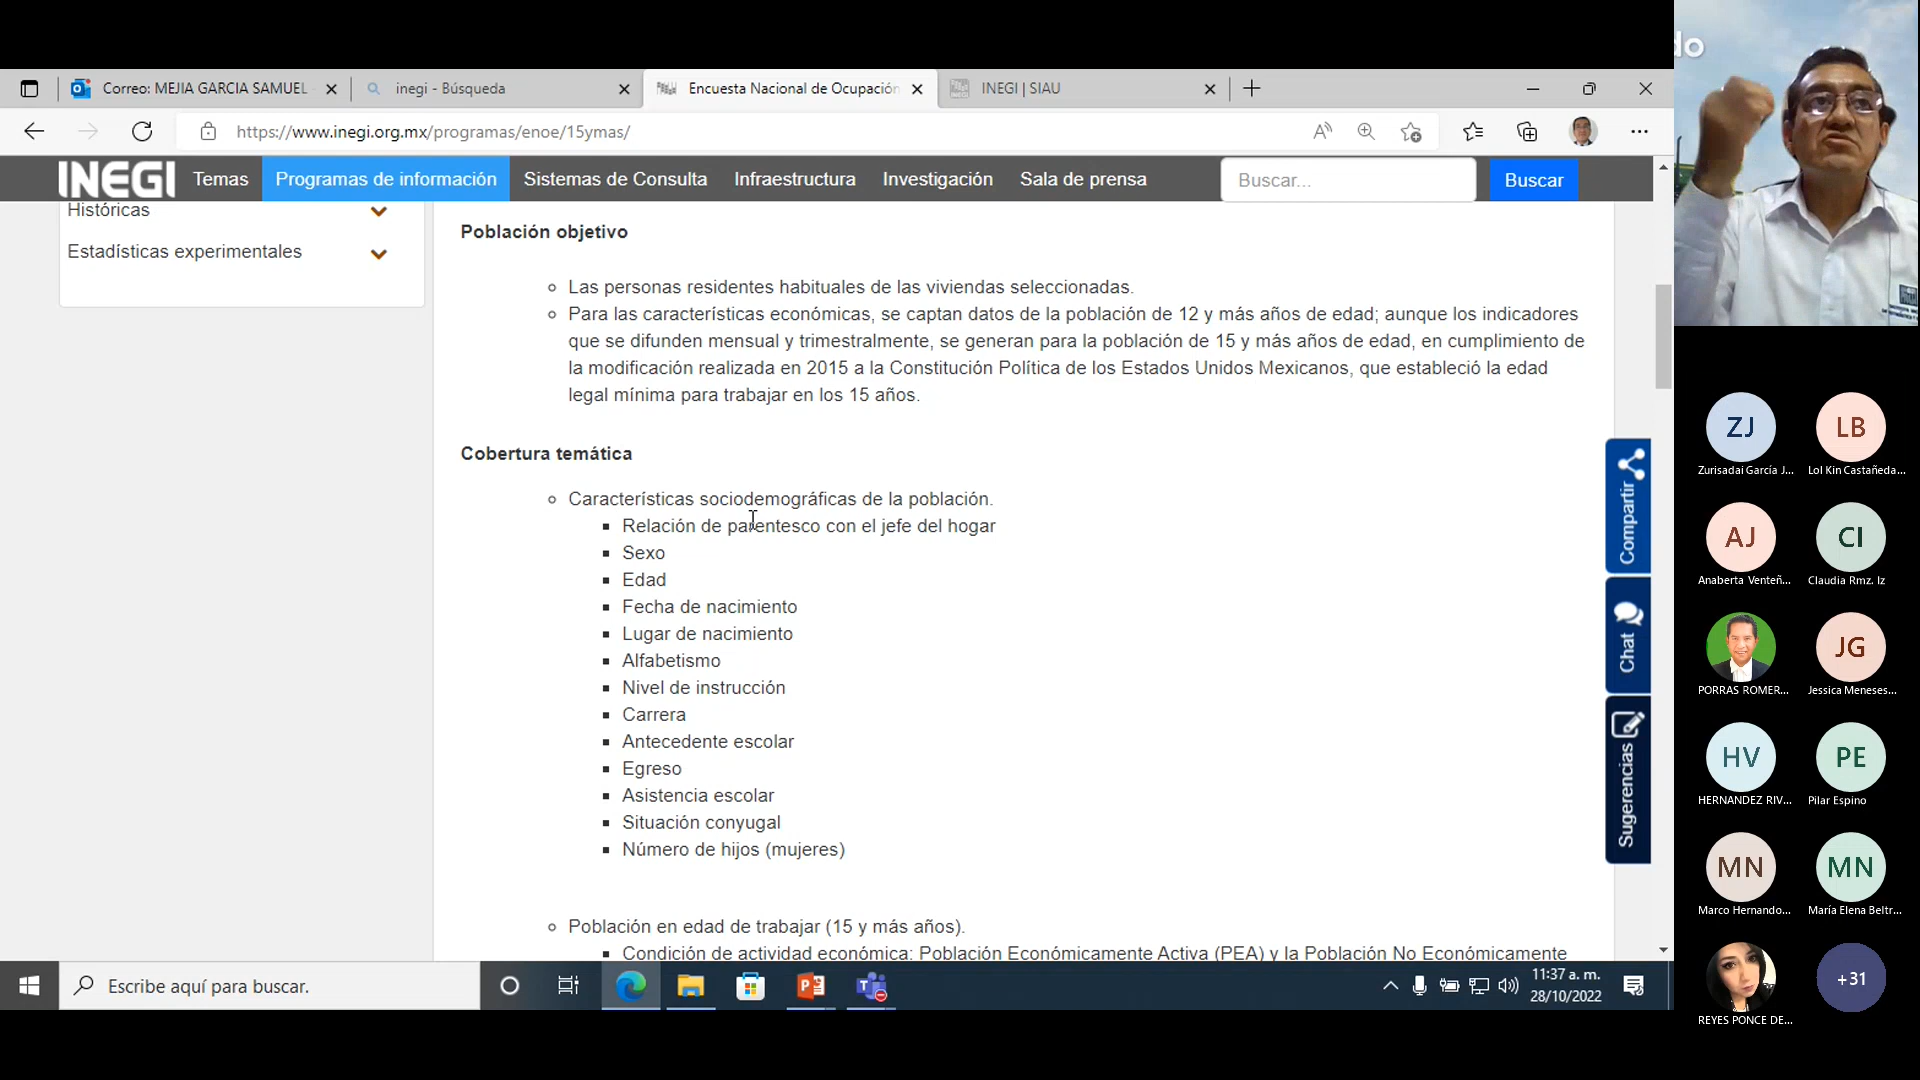 do
Correo: MEJIA GARCIA SAMUEL
inegi - Búsqueda
Encuesta Nacional de Ocupación
INEGI | SIAU
https://www.inegi.org.mx/programas/enoe/15ymas/
INEGI
Temas
Programas de información
Sistemas de Consulta
Infraestructura
Investigación
Sala de prensa
Buscar...
Buscar
Históricas
Estadísticas experimentales
Población objetivo
Las personas residentes habituales de las viviendas seleccionadas.
Para las características económicas, se captan datos de la población de 12 y más años de edad; aunque los indicadores
que se difunden mensual y trimestralmente, se generan para la población de 15 y más años de edad, en cumplimiento de
la modificación realizada en 2015 a la Constitución Política de los Estados Unidos Mexicanos, que estableció la edad
legal mínima para trabajar en los 15 años.
Cobertura temática
Características sociodemográficas de la población.
Relación de parentesco con el jefe del hogar
Sexo
Edad
Fecha de nacimiento
Lugar de nacimiento
Alfabetismo
Nivel de instrucción
Carrera
Antecedente escolar
Egreso
Asistencia escolar
Situación conyugal
Número de hijos (mujeres)
Población en edad de trabajar (15 y más años).
Condición de actividad económica: Población Económicamente Activa (PEA) y la Población No Económicamente
Compartir
Chat
Sugerencias
Escribe aquí para buscar.
11:37 a. m.
28/10/2022
ZJ
Zurisadai García J...
LB
Lol Kin Castañeda...
AJ
Anaberta Venteñ...
CI
Claudia Rmz. Iz
PORRAS ROMER...
JG
Jessica Meneses...
HV
HERNANDEZ RIV...
PE
Pilar Espino
MN
Marco Hernando...
MN
María Elena Beltr...
REYES PONCE DE...
+31